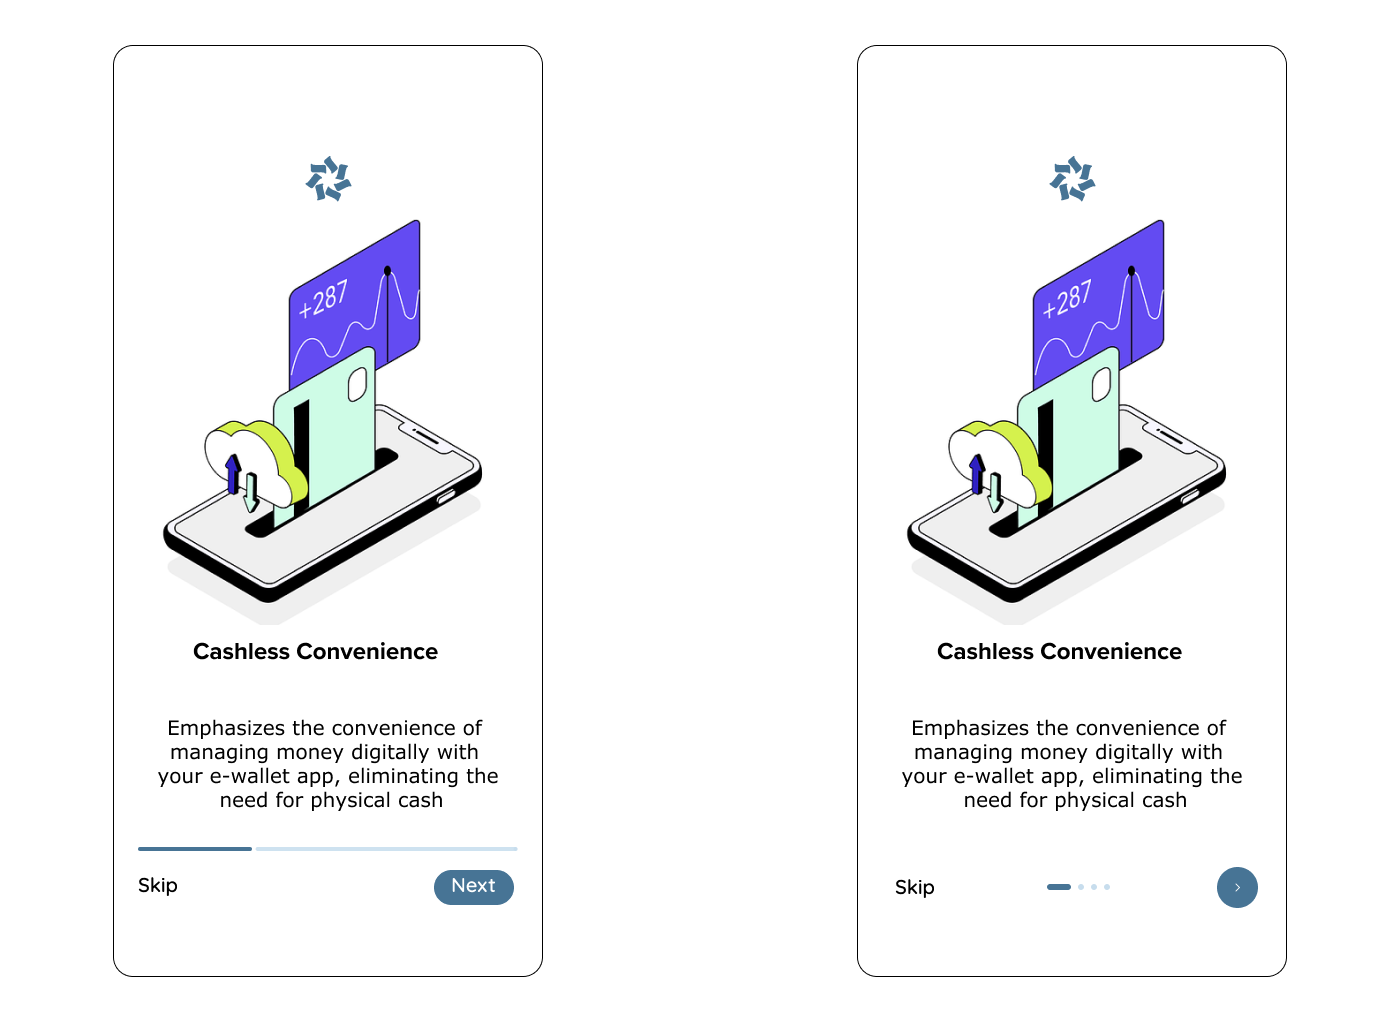 +287
Cashless Convenience
Emphasizes the convenience of
managing money digitally with
your e-wallet app, eliminating the
need for physical cash
Skip
Next
+287
Cashless Convenience
Emphasizes the convenience of
managing money digitally with
your e-wallet app, eliminating the
need for physical cash
Skip